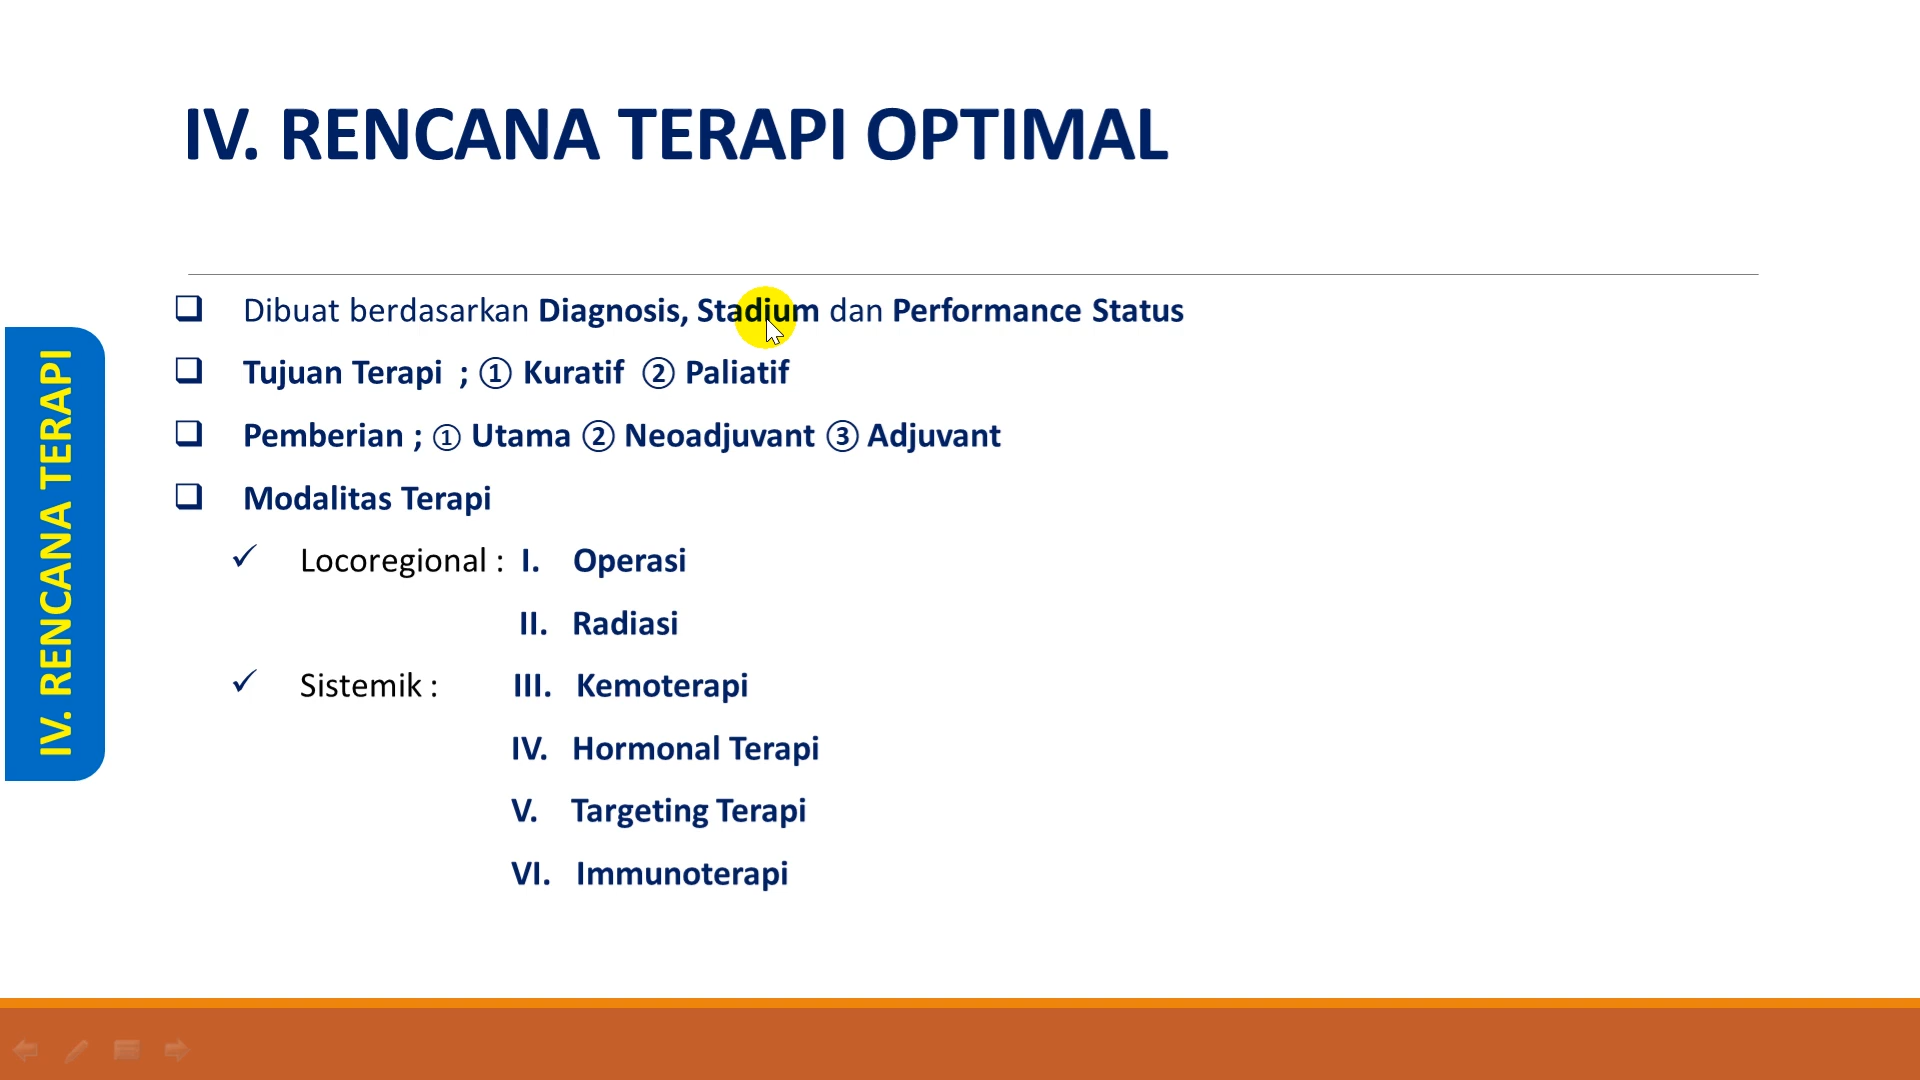 IV. RENCANA TERAPI OPTIMAL
IV. RENCANA TERAPI
❑ Dibuat berdasarkan Diagnosis, Stadium dan Performance Status
❑ Tujuan Terapi ; ① Kuratif ② Paliatif
❑ Pemberian ; ① Utama ② Neoadjuvant ③ Adjuvant
❑ Modalitas Terapi
✓ Locoregional : I. Operasi
II. Radiasi
✓ Sistemik : III. Kemoterapi
IV. Hormonal Terapi
V. Targeting Terapi
VI. Immunoterapi